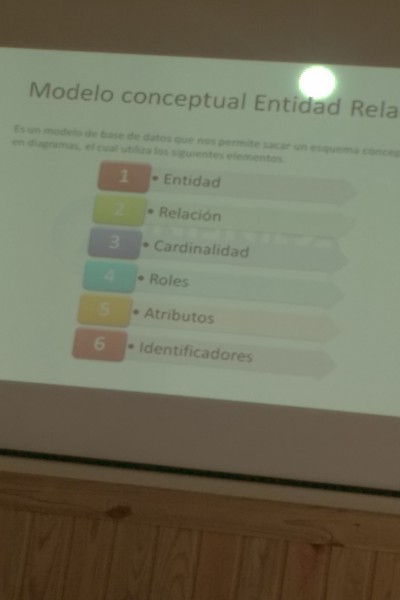 Modelo conceptual Entidad Rela
Es un modelo de base de datos que nos permite sacar un esquema concep
en diagramas, el cual utiliza los siguientes elementos.
1 • Entidad
2 • Relación
3 • Cardinalidad
4 • Roles
5 • Atributos
6 • Identificadores